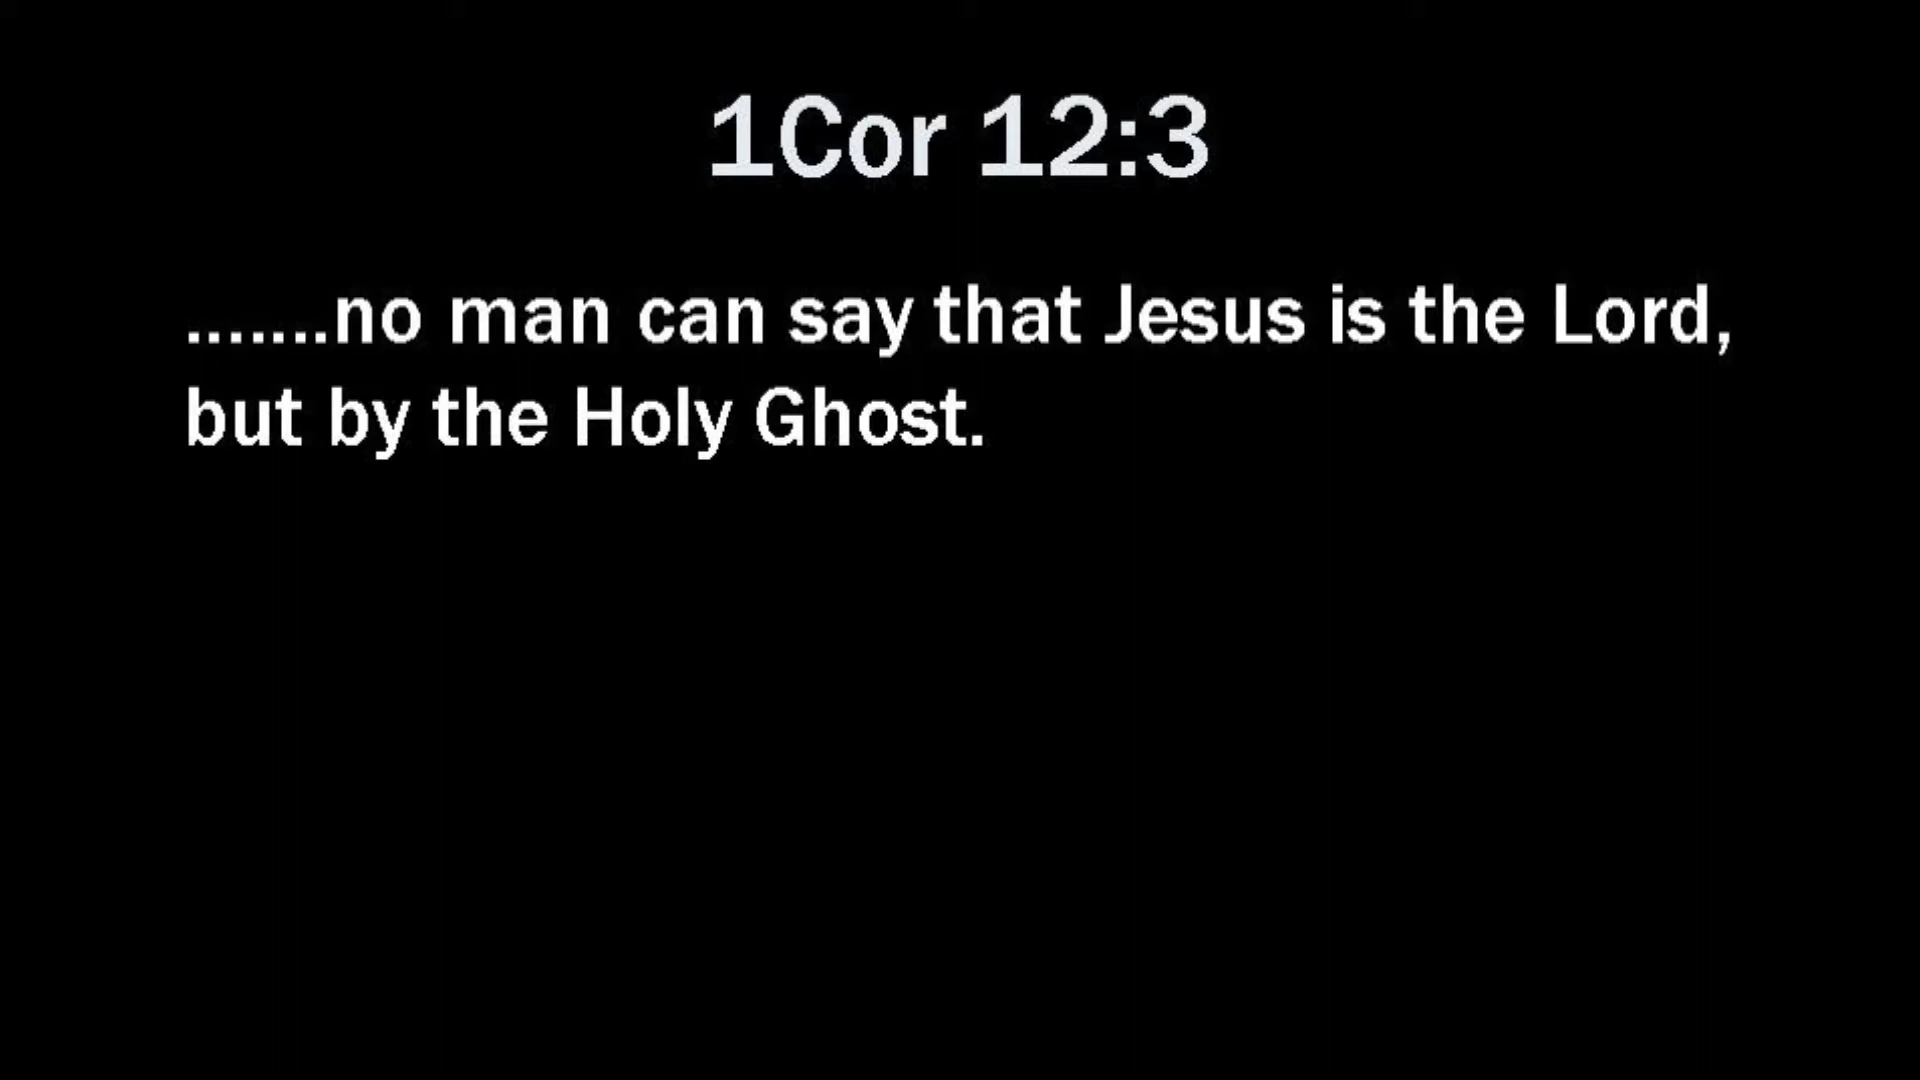 1Cor 12:3
.......no man can say that Jesus is the Lord,
but by the Holy Ghost.